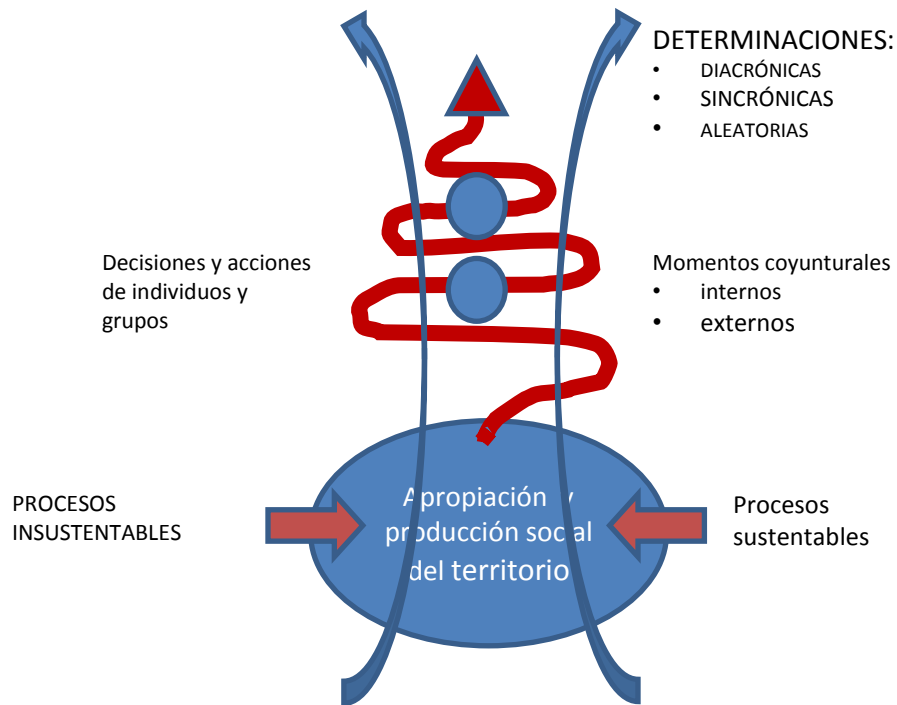 DETERMINACIONES:
• DIACRÓNICAS
• SINCRÓNICAS
• ALEATORIAS
Decisiones y acciones
de individuos y
grupos
Momentos coyunturales
• internos
• externos
PROCESOS
INSUSTENTABLES
Apropiación y
producción social
del territorio
Procesos
sustentables